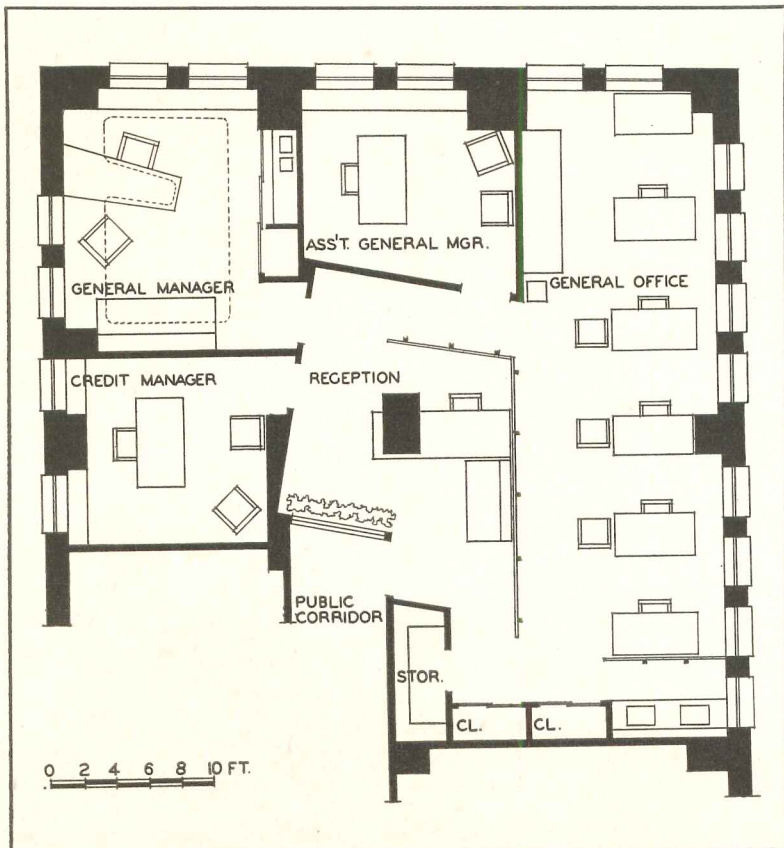 ASS'T. GENERAL MGR.
GENERAL MANAGER
GENERAL OFFICE
CREDIT MANAGER
RECEPTION
PUBLIC
CORRIDOR
STOR.
CL.
CL.
0 2 4 6 8 10 FT.